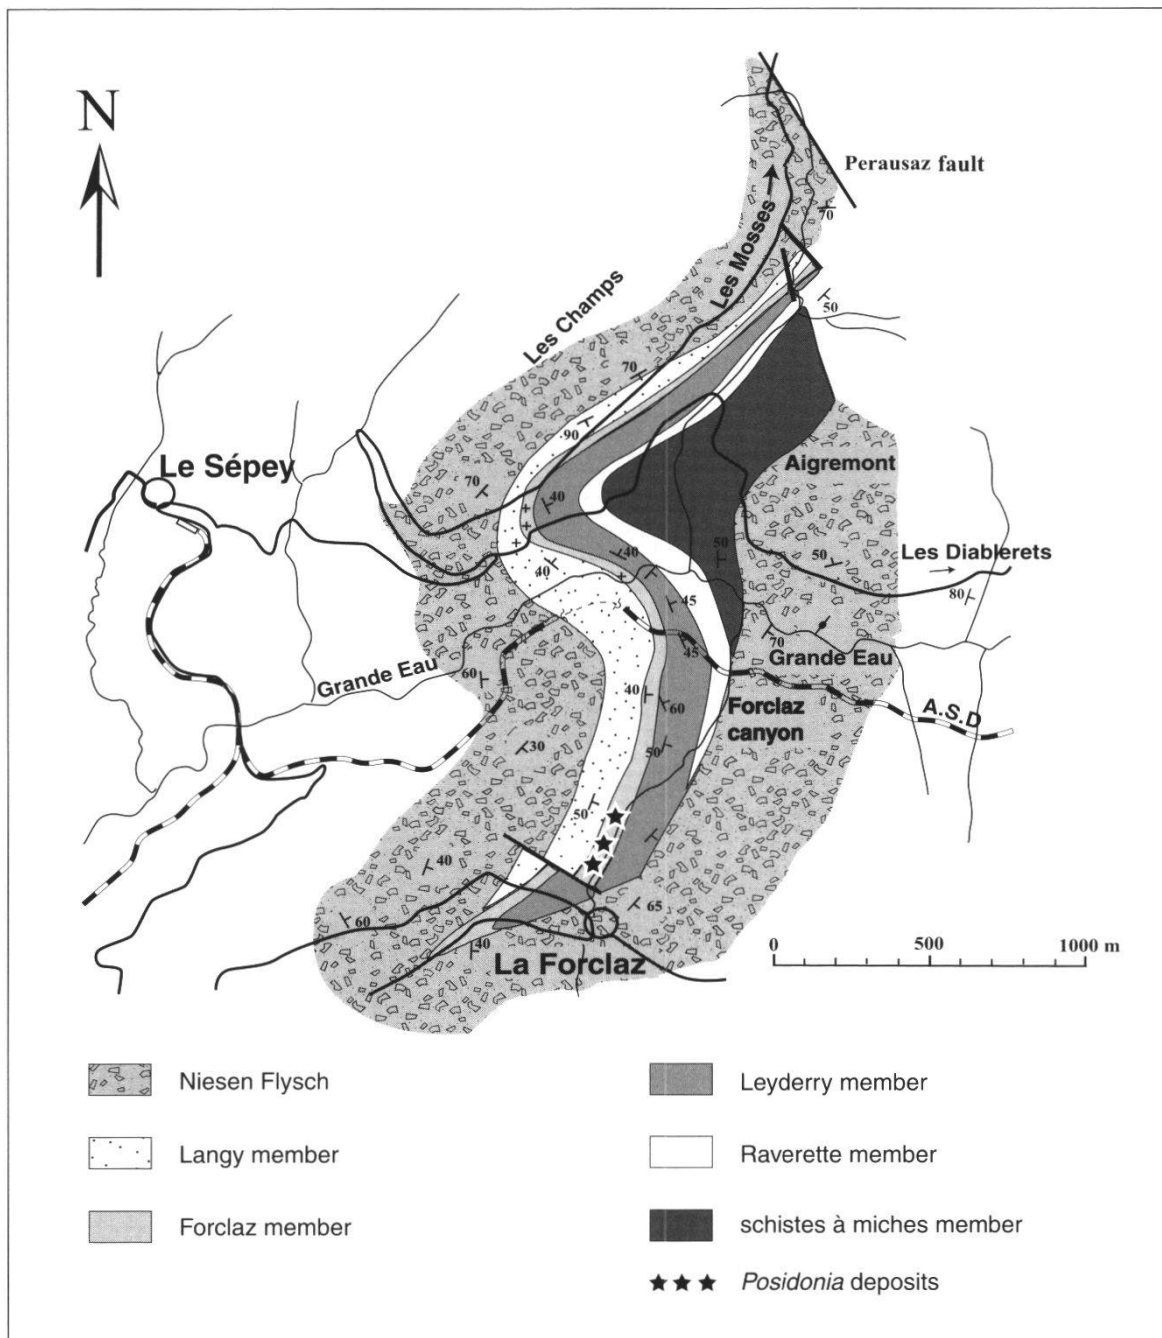 N
Perausaz fault
70
Les Mosses
50
Les Champs
70
90
Le Sépey
70
40
Aigremont
40
40
50
50
Les Diablerets
80
45
70
45
Grande Eau
Grande Eau
60
40
60
Forclaz
canyon
A.S.D
30
50
50
40
60
65
40
La Forclaz
0 500 1000 m
Niesen Flysch
Leyderry member
Langy member
Raverette member
Forclaz member
schistes à miches member
Posidonia deposits